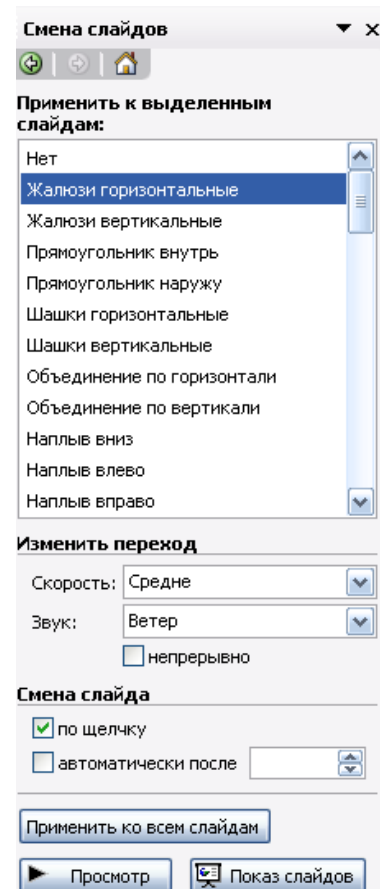 Смена слайдов
Применить к выделенным
слайдам:
Нет
Жалюзи горизонтальные
Жалюзи вертикальные
Прямоугольник внутрь
Прямоугольник наружу
Шашки горизонтальные
Шашки вертикальные
Объединение по горизонтали
Объединение по вертикали
Наплыв вниз
Наплыв влево
Наплыв вправо
Изменить переход
Скорость: Средне
Звук: Ветер
непрерывно
Смена слайда
по щелчку
автоматически после
Применить ко всем слайдам
Просмотр Показ слайдов